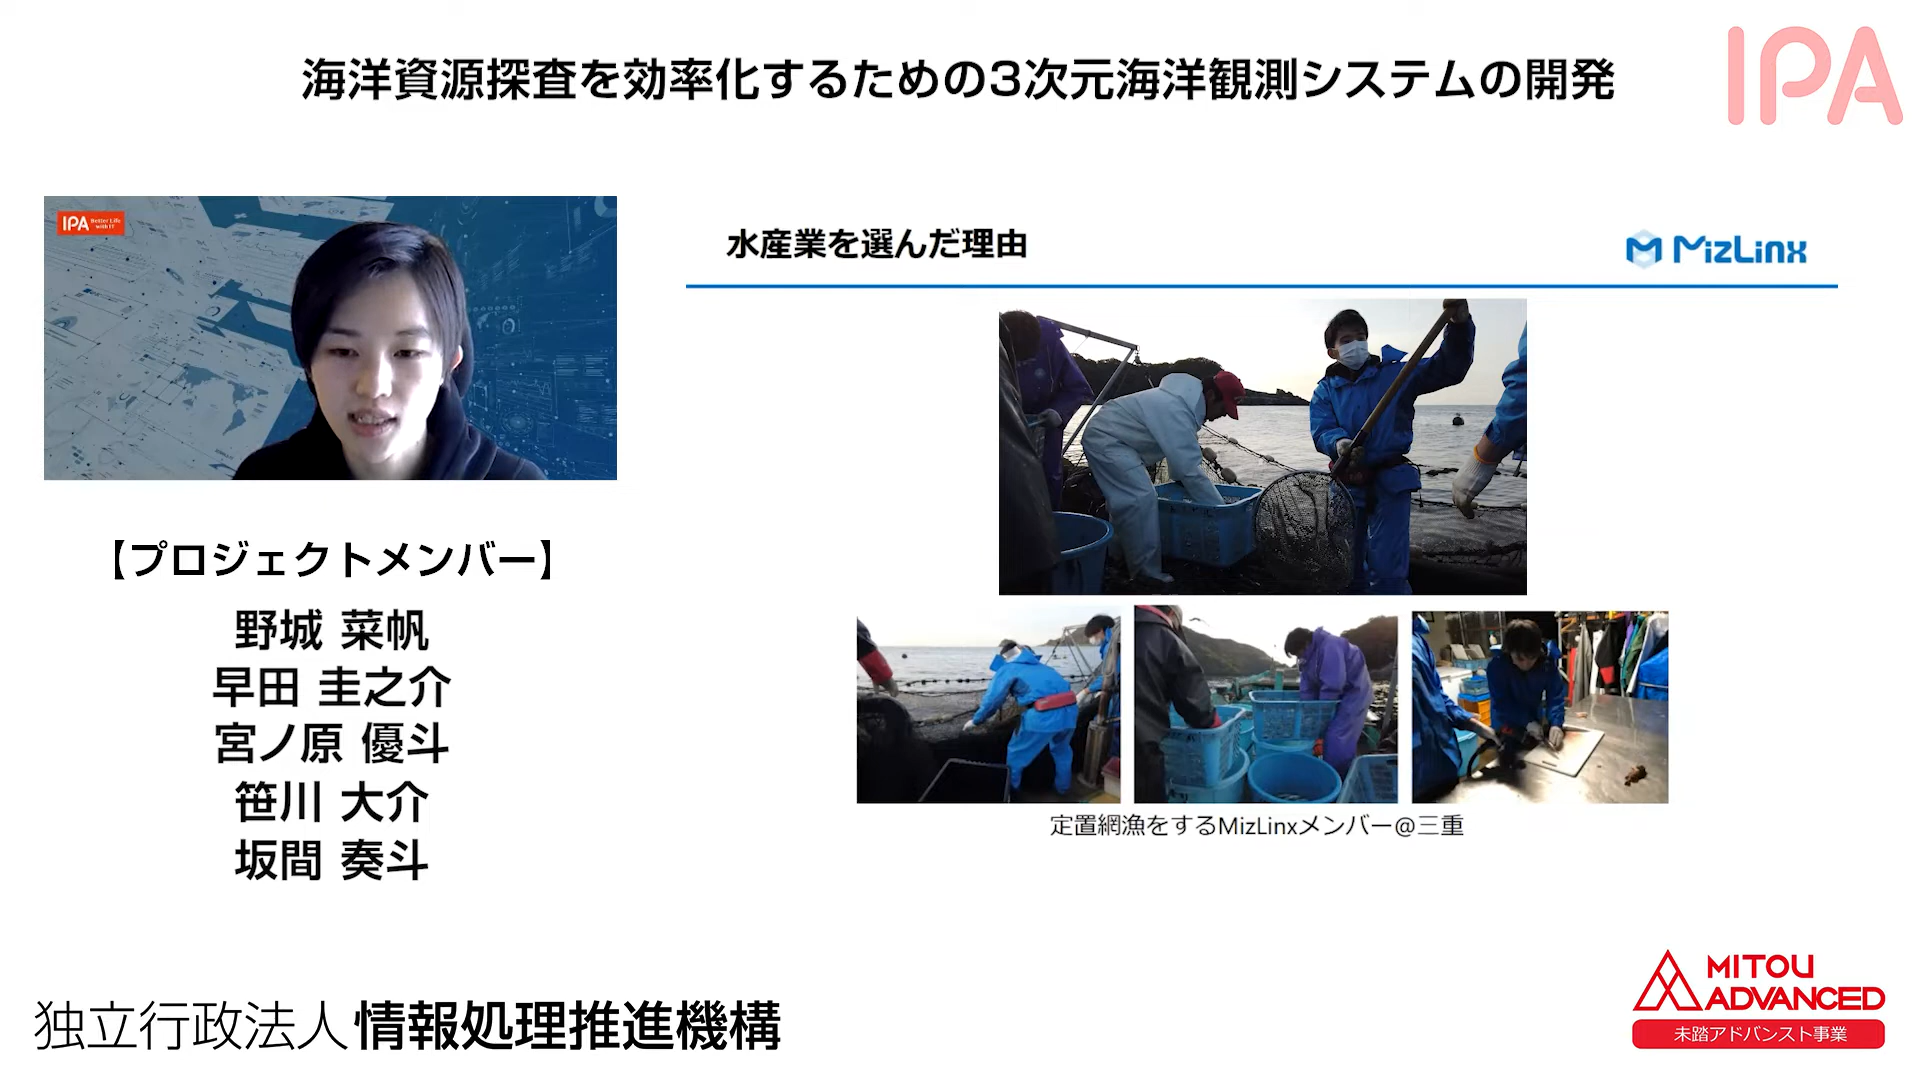 海洋資源探査を効率化するための3次元海洋観測システムの開発
IPA
IPA Better Life
with IT
水産業を選んだ理由
MizLinx
【プロジェクトメンバー】
野城 菜帆
早田 圭之介
宮ノ原 優斗
笹川 大介
坂間 奏斗
定置網漁をするMizLinxメンバー@三重
独立行政法人情報処理推進機構
MITOU
ADVANCED
未踏アドバンスト事業